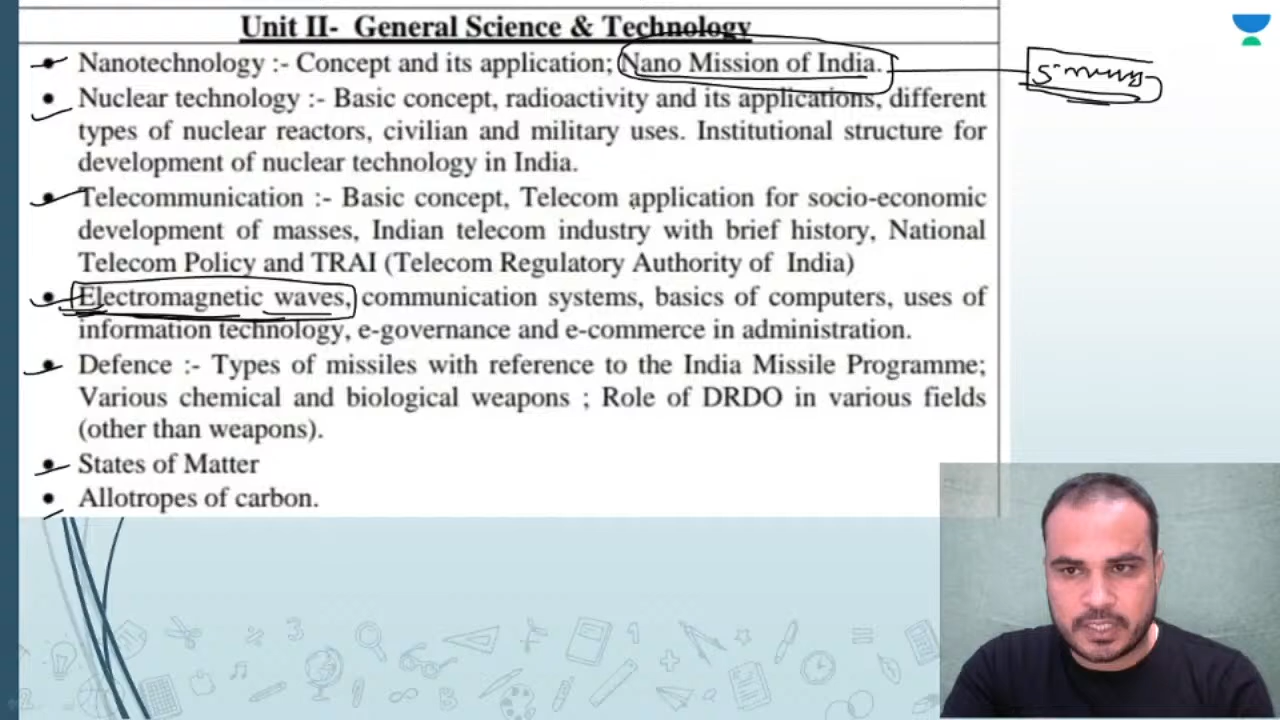 Unit II- General Science & Technology
• Nanotechnology :- Concept and its application; Nano Mission of India.
• Nuclear technology :- Basic concept, radioactivity and its applications, different
types of nuclear reactors, civilian and military uses. Institutional structure for
development of nuclear technology in India.
• Telecommunication :- Basic concept, Telecom application for socio-economic
development of masses, Indian telecom industry with brief history, National
Telecom Policy and TRAI (Telecom Regulatory Authority of India)
• Electromagnetic waves, communication systems, basics of computers, uses of
information technology, e-governance and e-commerce in administration.
• Defence :- Types of missiles with reference to the India Missile Programme;
Various chemical and biological weapons ; Role of DRDO in various fields
(other than weapons).
• States of Matter
• Allotropes of carbon.